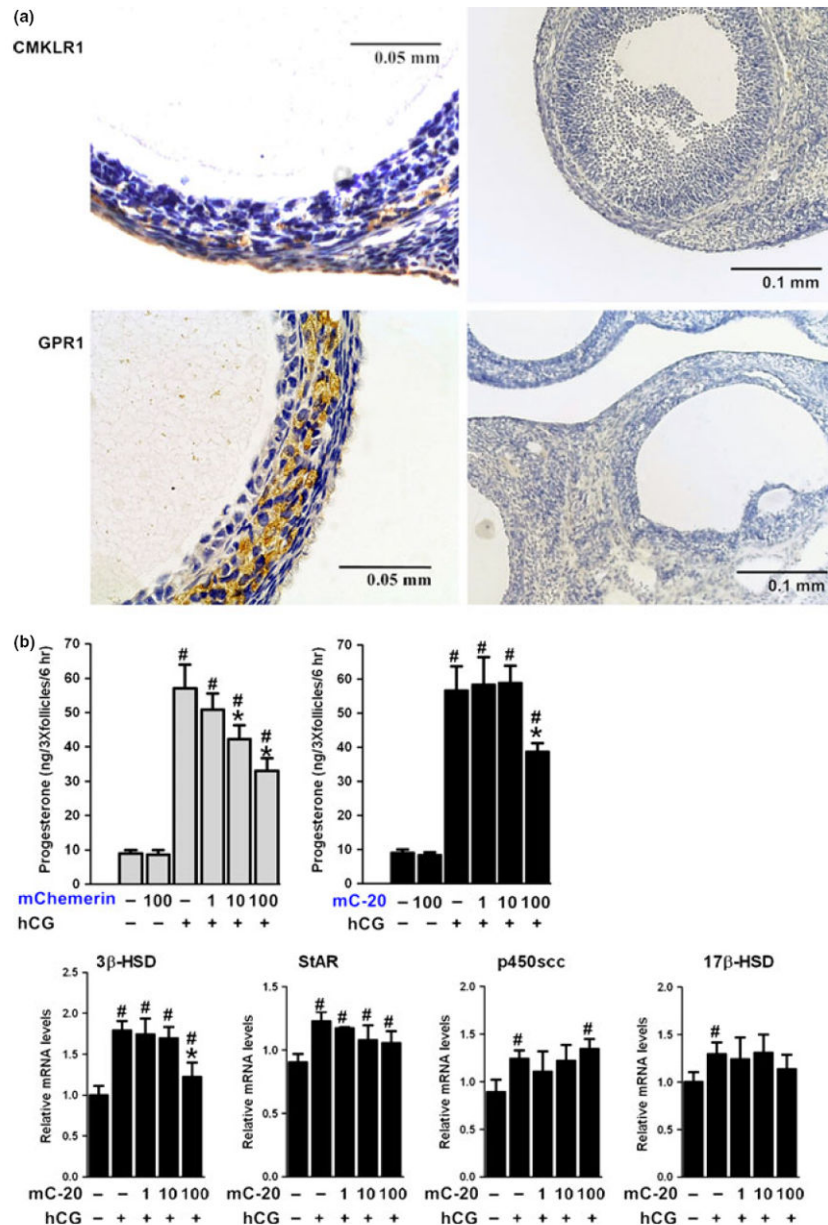 (a)
CMKLR1
0.05 mm
0.1 mm
GPR1
0.05 mm
0.1 mm
(b)
Progesterone (ng/3Xfollicles/6 hr)
70
60
50
40
30
20
10
0
# # # * # * #
mChemerin – 100 – 1 10 100
hCG – – + + + +
Progesterone (ng/3Xfollicles/6 hr)
70
60
50
40
30
20
10
0
# # # # *
mC-20 – 100 – 1 10 100
hCG – – + + + +
3β-HSD
Relative mRNA levels
2.5
2.0
1.5
1.0
0.5
0.0
# # # # *
mC-20 – – 1 10 100
hCG – + + + +
StAR
Relative mRNA levels
1.5
1.0
0.5
0.0
# # # #
– – 1 10 100
– + + + +
p450scc
Relative mRNA levels
2.0
1.5
1.0
0.5
0.0
# #
mC-20 – – 1 10 100
hCG – + + + +
17β-HSD
Relative mRNA levels
2.0
1.5
1.0
0.5
0.0
#
– – 1 10 100
– + + + +